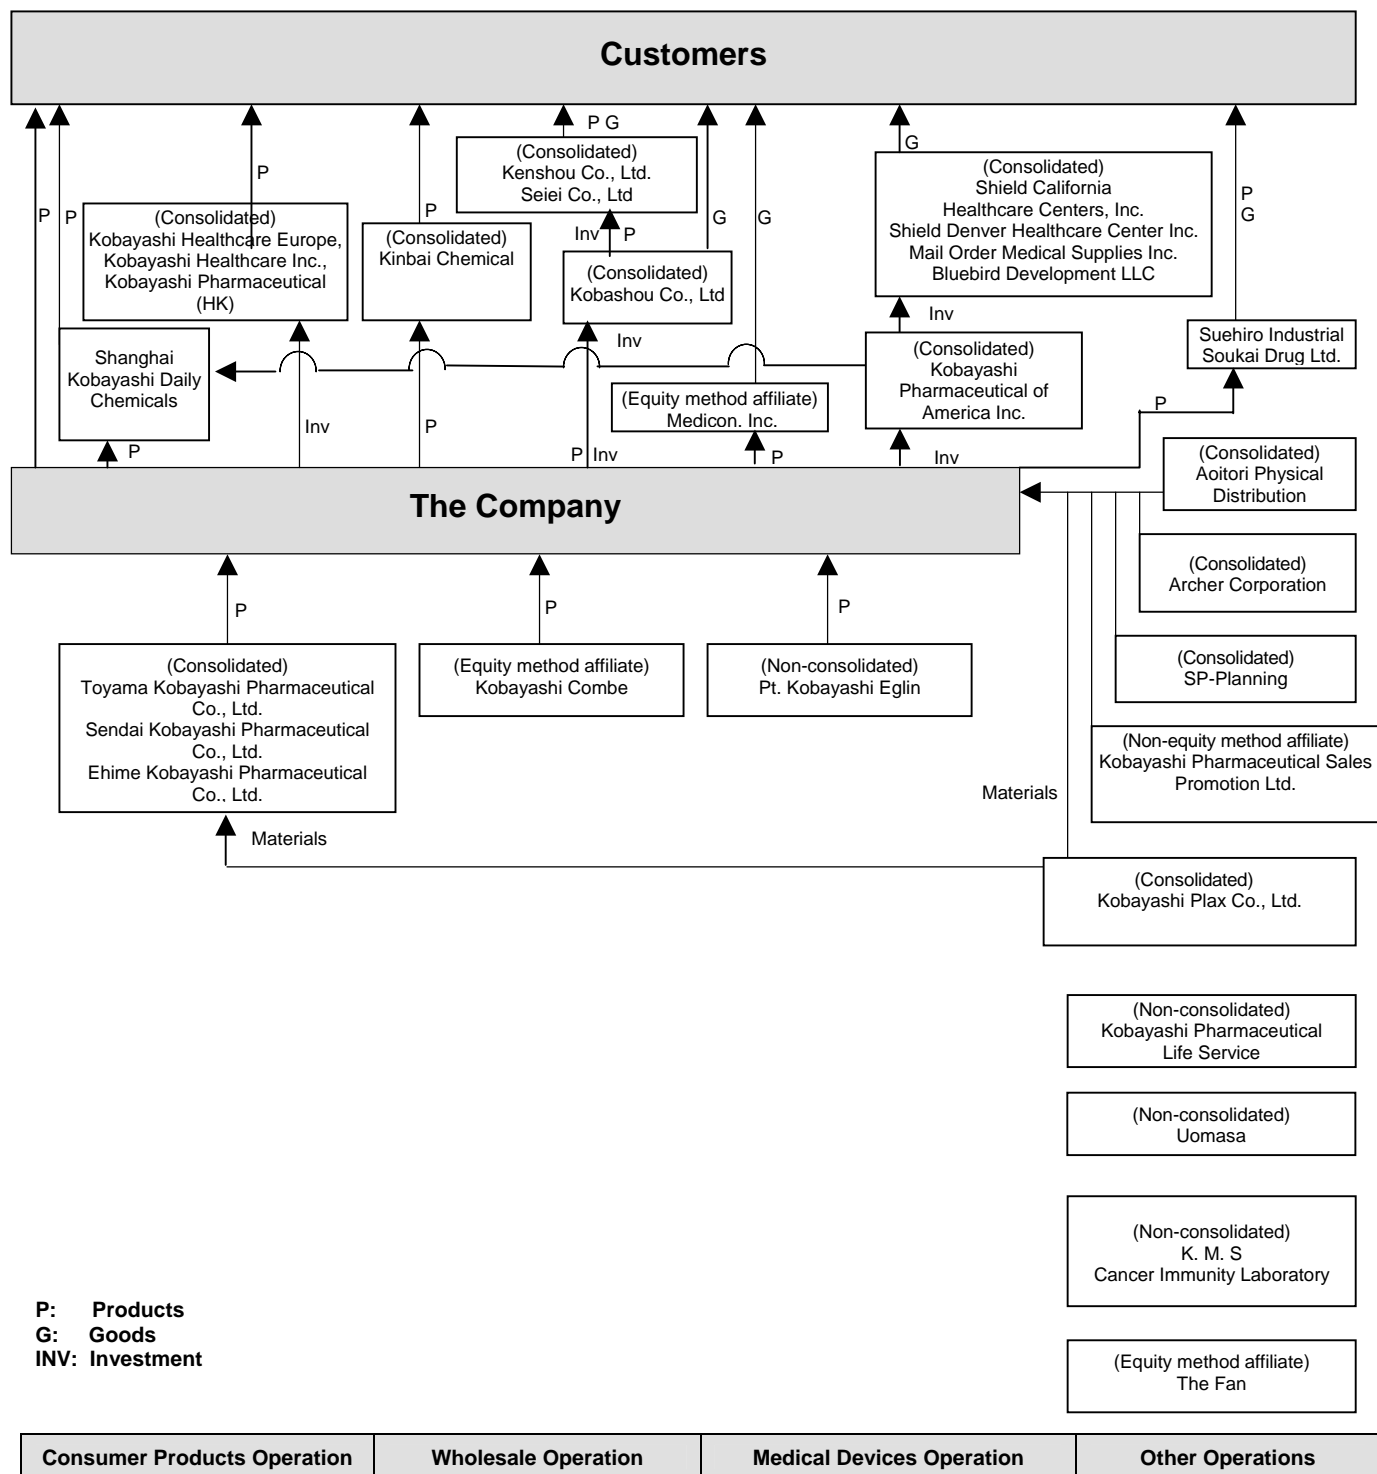 Customers
P G
P
P
P
P
G
G
G
P
G
(Consolidated)
Kobayashi Healthcare Europe,
Kobayashi Healthcare Inc.,
Kobayashi Pharmaceutical
(HK)
(Consolidated)
Kinbai Chemical
(Consolidated)
Kenshou Co., Ltd.
Seiei Co., Ltd
Inv
P
(Consolidated)
Kobashou Co., Ltd
(Consolidated)
Shield California
Healthcare Centers, Inc.
Shield Denver Healthcare Center Inc.
Mail Order Medical Supplies Inc.
Bluebird Development LLC
Inv
Inv
Shanghai
Kobayashi Daily
Chemicals
(Equity method affiliate)
Medicon. Inc.
(Consolidated)
Kobayashi
Pharmaceutical of
America Inc.
Suehiro Industrial
Soukai Drug Ltd.
P
Inv
P
P Inv
P
Inv
P
The Company
(Consolidated)
Aoitori Physical
Distribution
(Consolidated)
Archer Corporation
P
P
P
(Consolidated)
Toyama Kobayashi Pharmaceutical
Co., Ltd.
Sendai Kobayashi Pharmaceutical
Co., Ltd.
Ehime Kobayashi Pharmaceutical
Co., Ltd.
(Equity method affiliate)
Kobayashi Combe
(Non-consolidated)
Pt. Kobayashi Eglin
(Consolidated)
SP-Planning
(Non-equity method affiliate)
Kobayashi Pharmaceutical Sales
Promotion Ltd.
Materials
Materials
(Consolidated)
Kobayashi Plax Co., Ltd.
(Non-consolidated)
Kobayashi Pharmaceutical
Life Service
(Non-consolidated)
Uomasa
(Non-consolidated)
K. M. S
Cancer Immunity Laboratory
(Equity method affiliate)
The Fan
P: Products
G: Goods
INV: Investment
Consumer Products Operation
Wholesale Operation
Medical Devices Operation
Other Operations